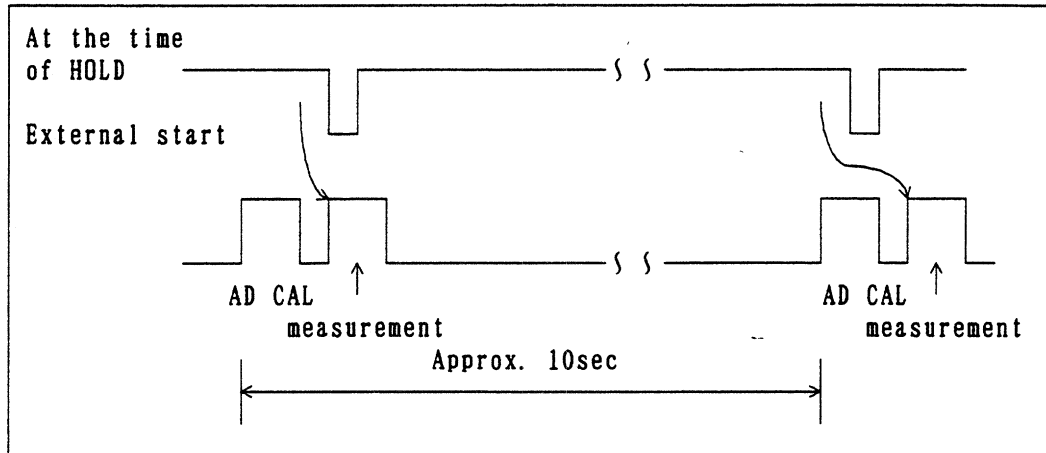 At the time
of HOLD
External start
AD CAL
measurement
AD CAL
measurement
Approx. 10sec